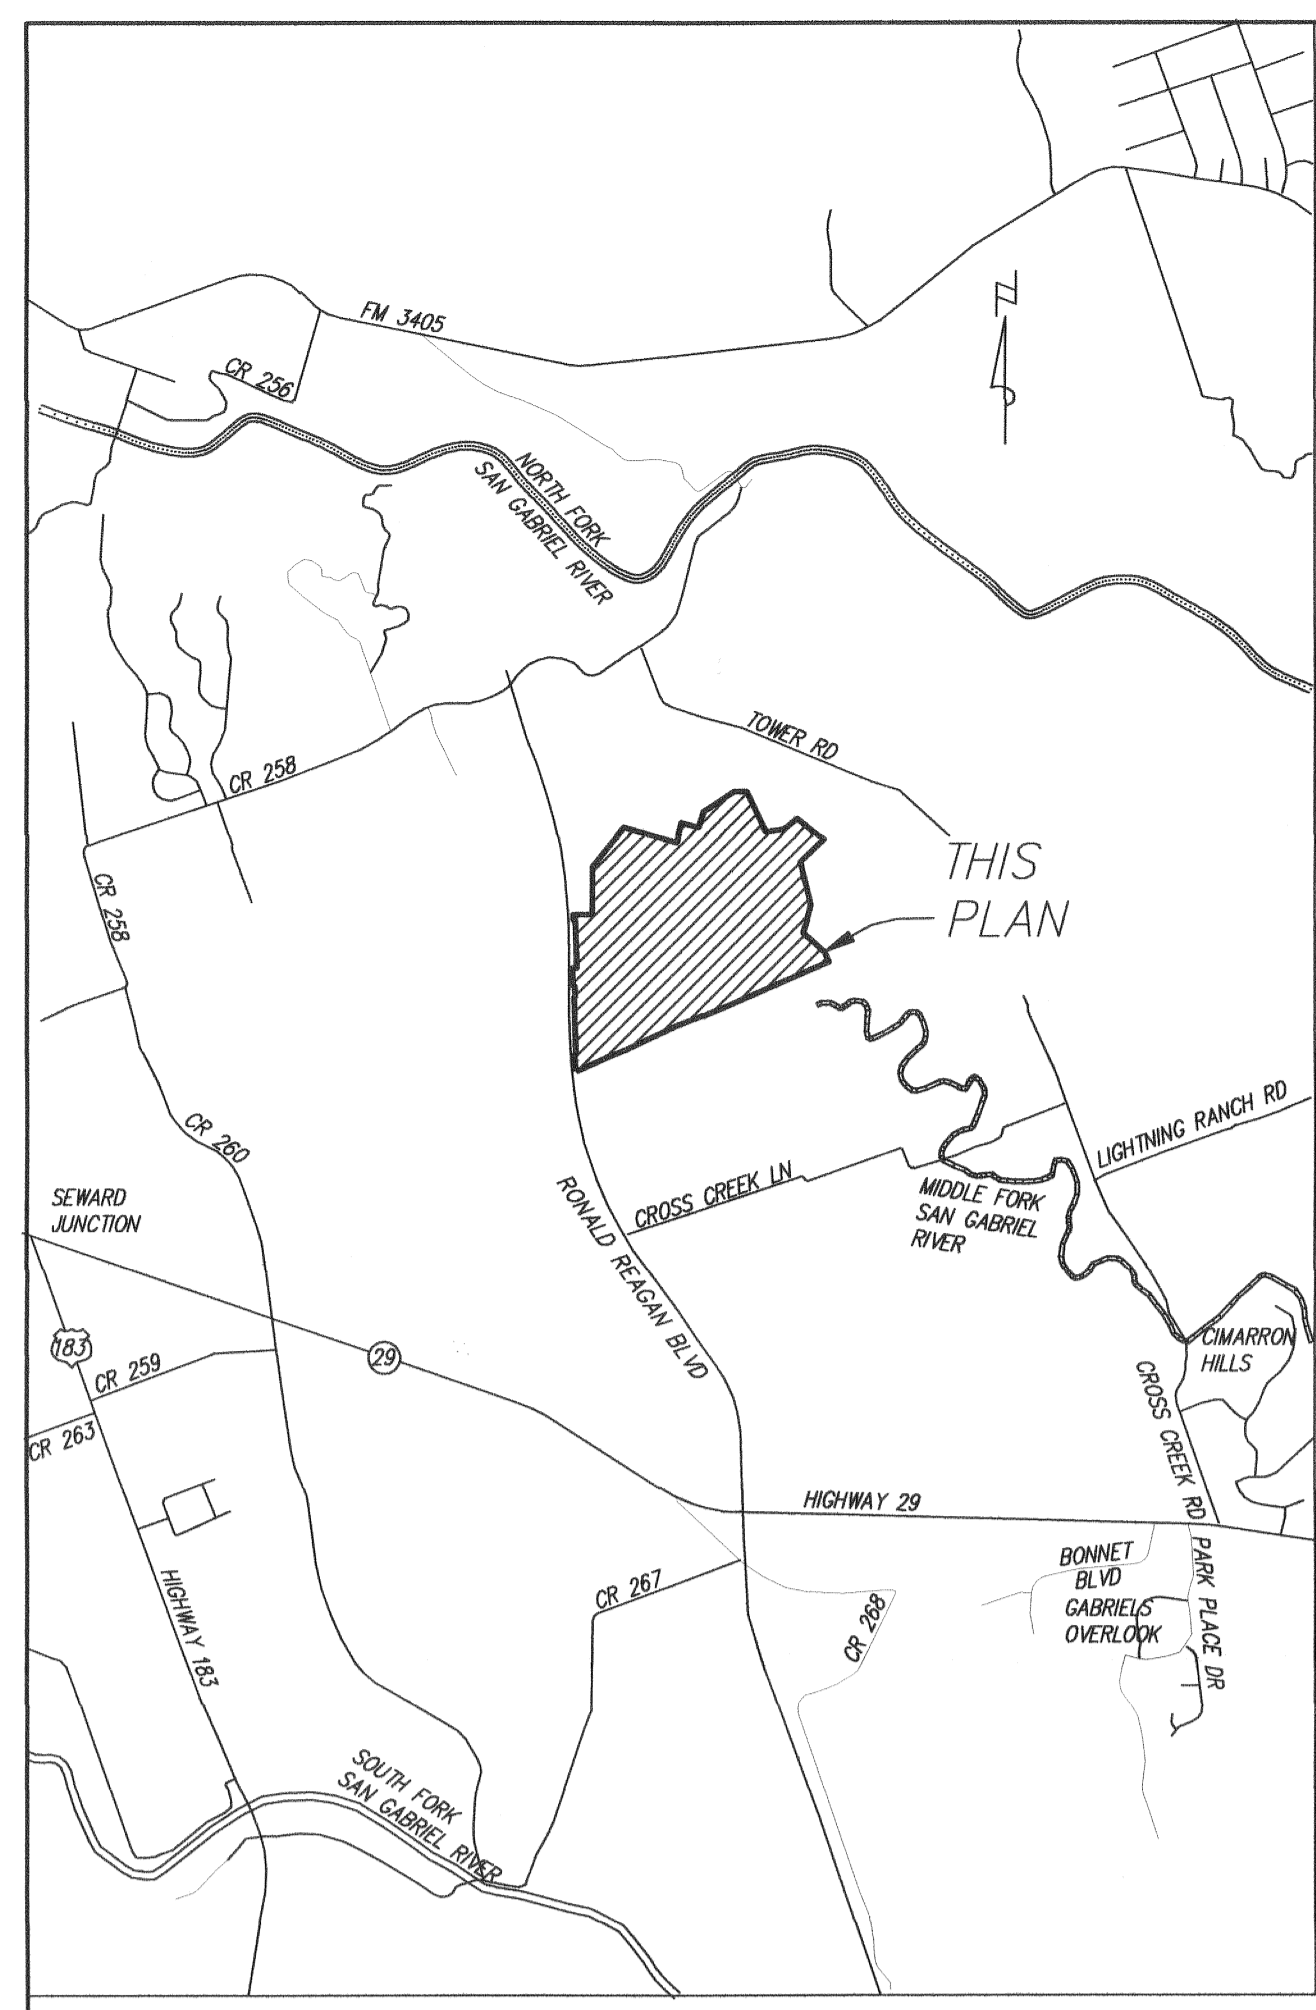 FM 3405
N
CR 256
NORTH FORK
SAN GABRIEL RIVER
TOWER RD
CR 258
THIS
PLAN
CR 258
CR 260
LIGHTNING RANCH RD
SEWARD
JUNCTION
CROSS CREEK LN
MIDDLE FORK
SAN GABRIEL
RIVER
RONALD REAGAN BLVD
183
29
CR 259
CIMARRON
HILLS
CR 263
CROSS CREEK RD
HIGHWAY 29
BONNET
BLVD
GABRIELS
OVERLOOK
PARK PLACE DR
HIGHWAY 183
CR 267
CR 268
SOUTH FORK
SAN GABRIEL RIVER